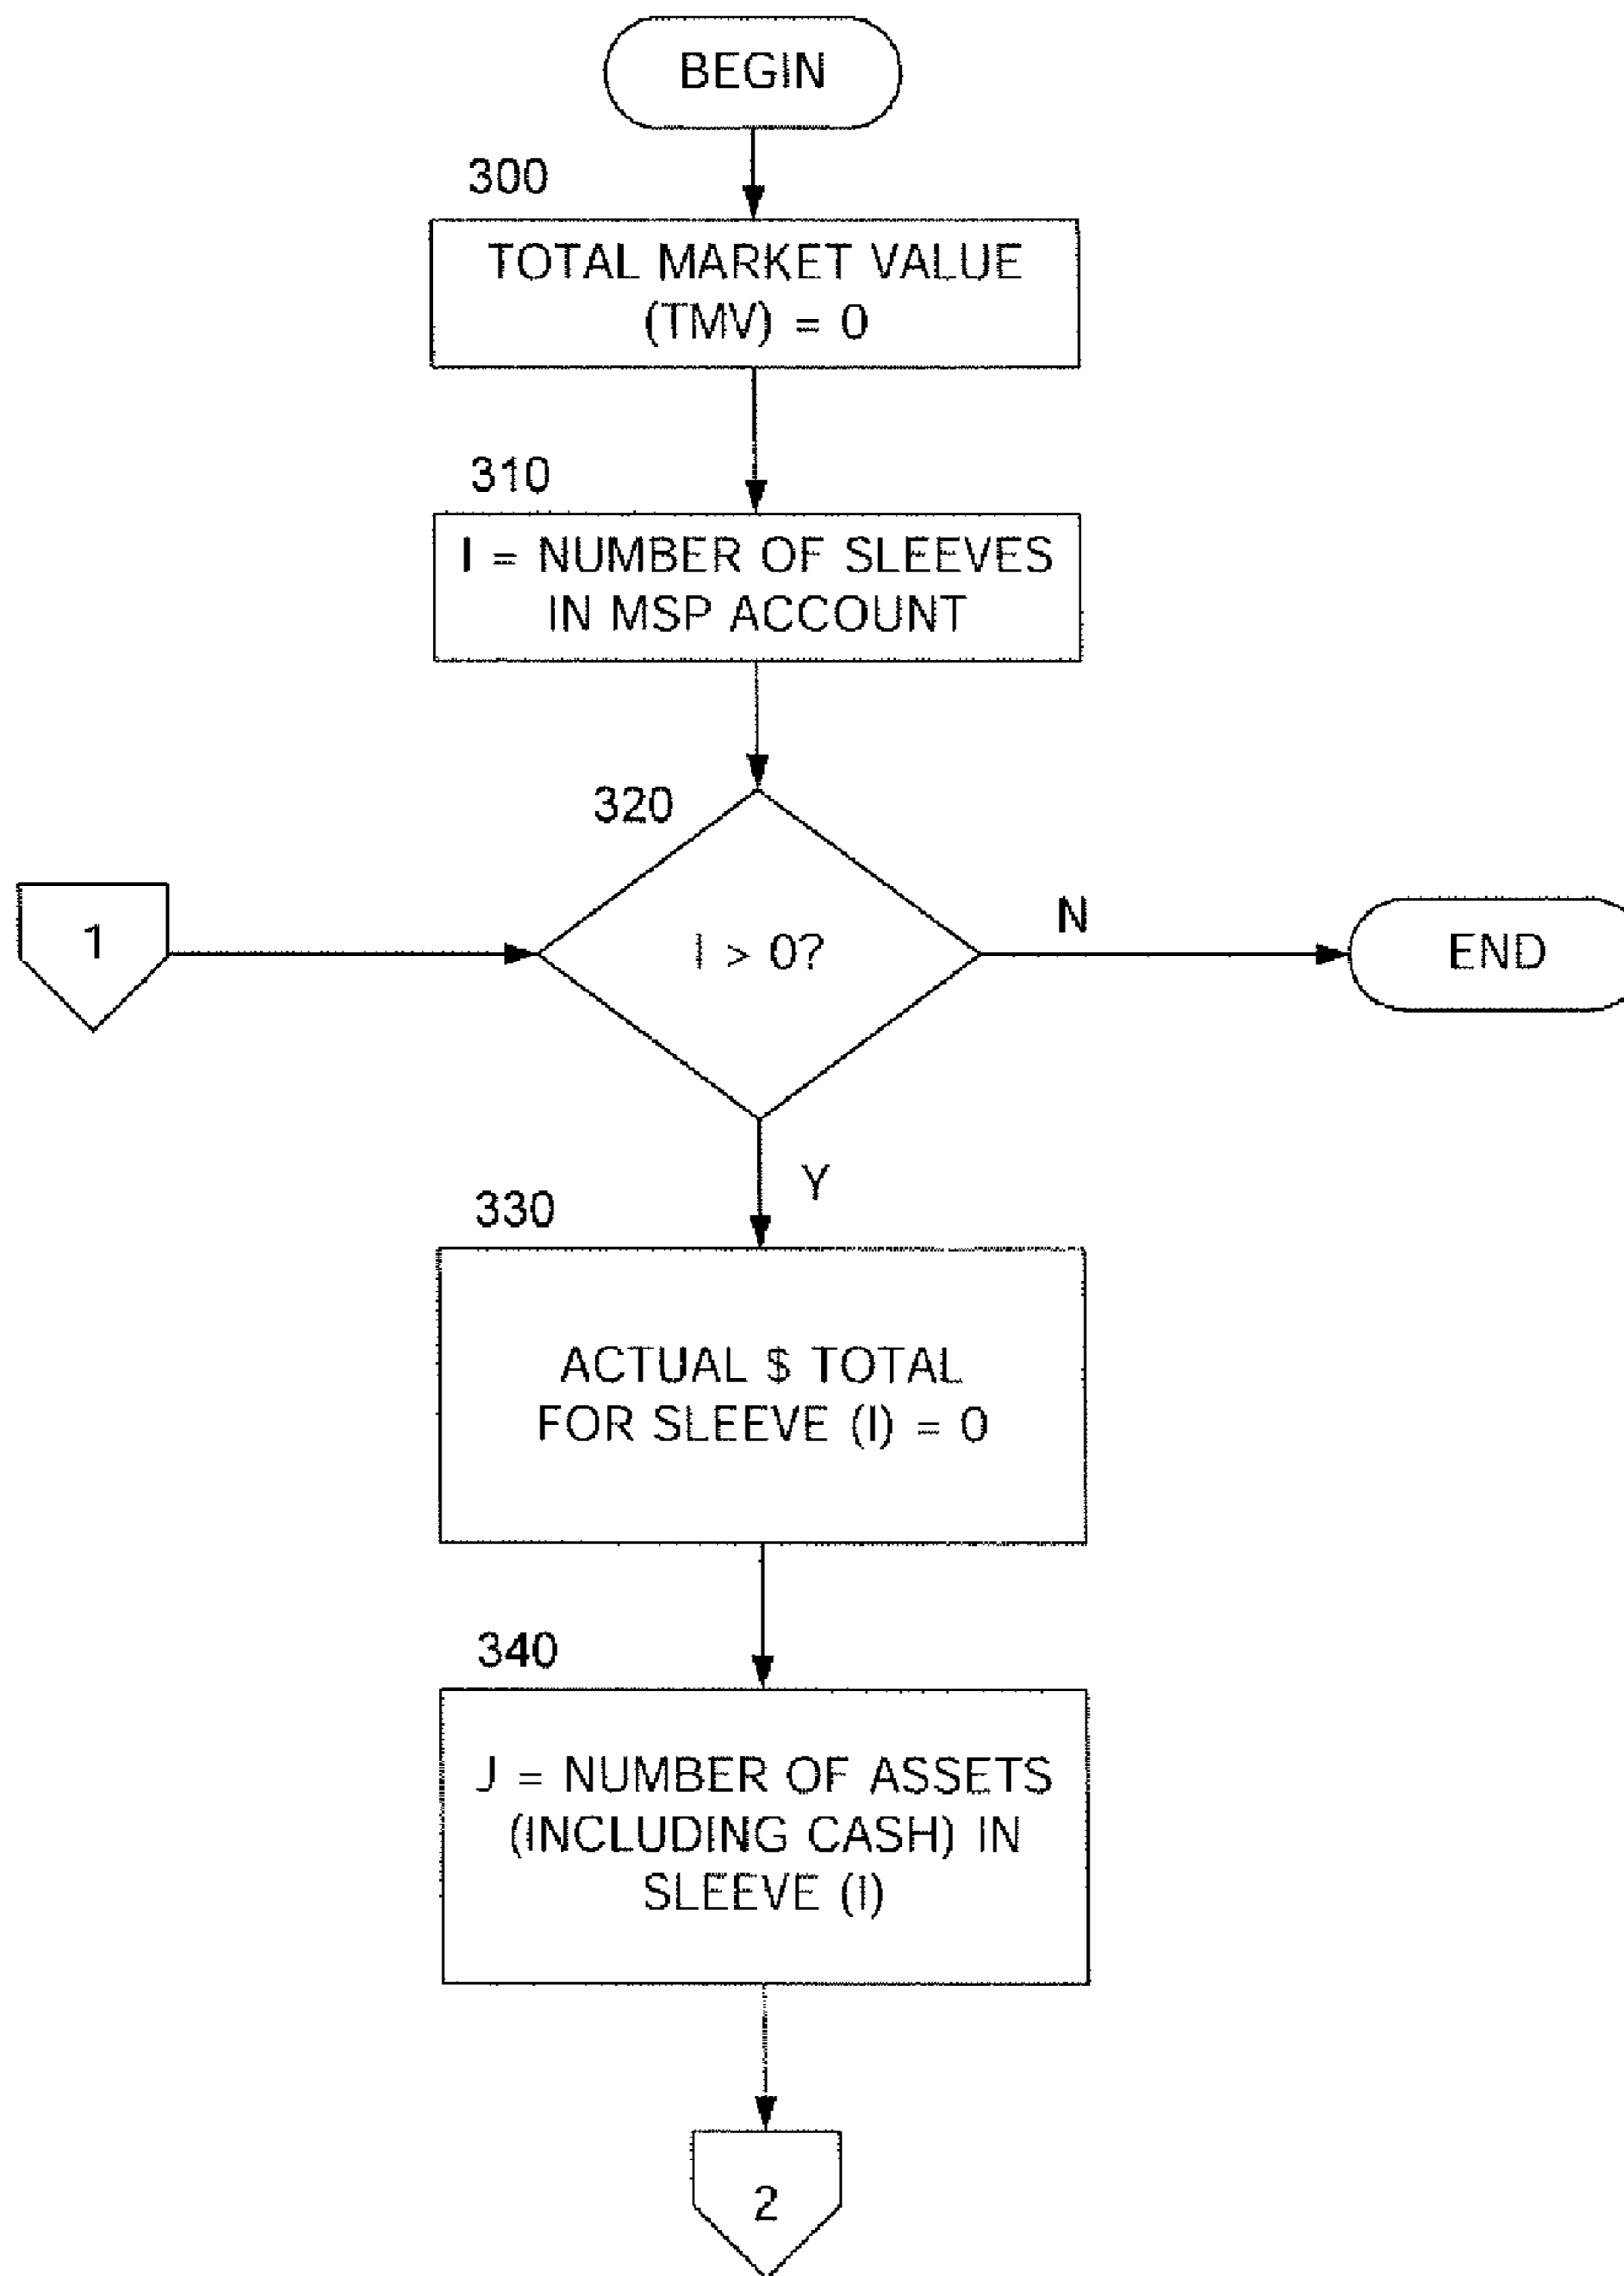 BEGIN
300
TOTAL MARKET VALUE
(TMV) = 0
310
I = NUMBER OF SLEEVES
IN MSP ACCOUNT
320
1
I > 0?
N
END
Y
330
ACTUAL $ TOTAL
FOR SLEEVE (I) = 0
340
J = NUMBER OF ASSETS
(INCLUDING CASH) IN
SLEEVE (I)
2